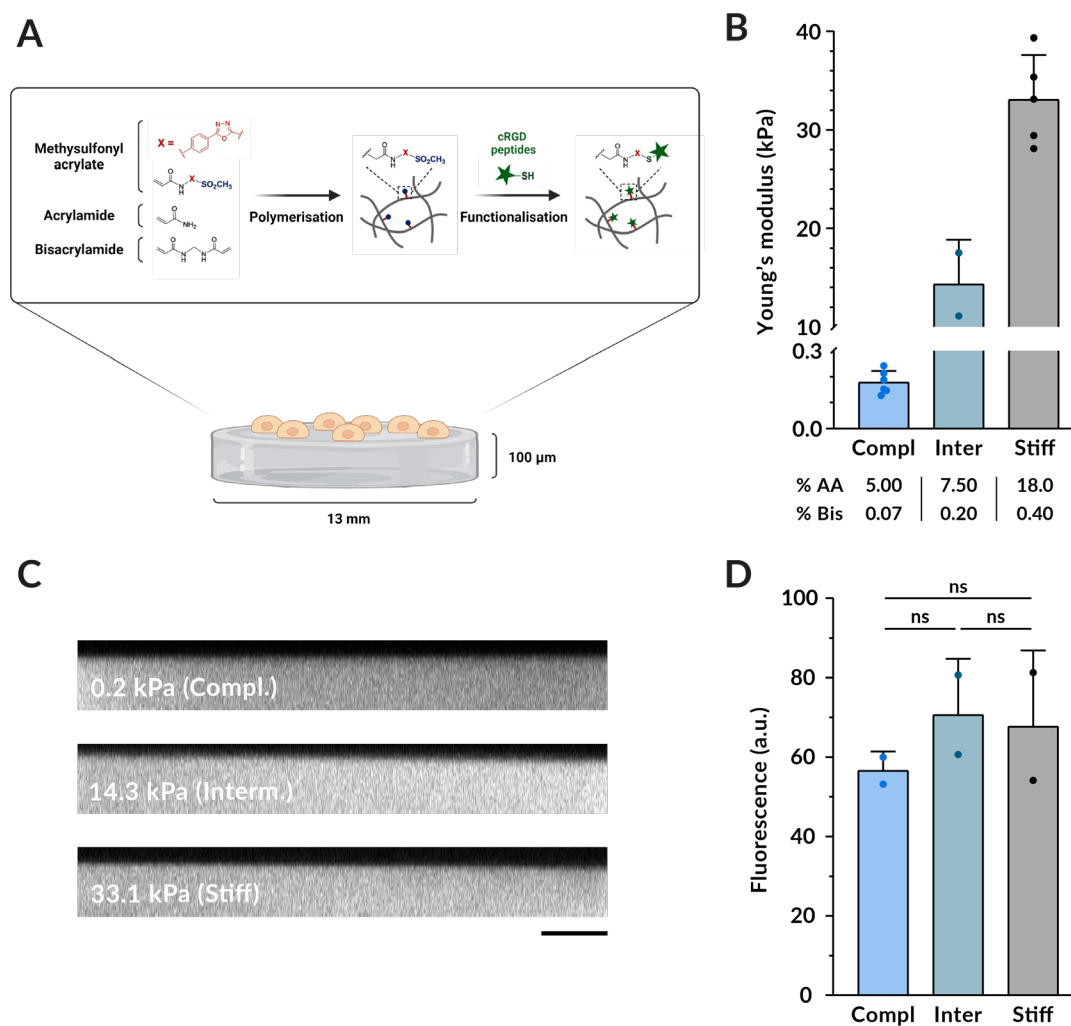 A
Methysulfonyl
acrylate
X =
N-N
O
O
N
H
X
SO₂CH₃
Acrylamide
O
NH₂
Bisacrylamide
O
O
N
H
N
H
Polymerisation
O
N
H
X
SO₂CH₃
cRGD
peptides
SH
Functionalisation
O
N
H
X
S
100 µm
13 mm
B
Young's modulus (kPa)
40
30
20
10
0.3
0.0
Compl Inter Stiff
% AA 5.00 7.50 18.0
% Bis 0.07 0.20 0.40
C
0.2 kPa (Compl.)
14.3 kPa (Interm.)
33.1 kPa (Stiff)
D
Fluorescence (a.u.)
ns
ns ns
100
80
60
40
20
0
Compl Inter Stiff